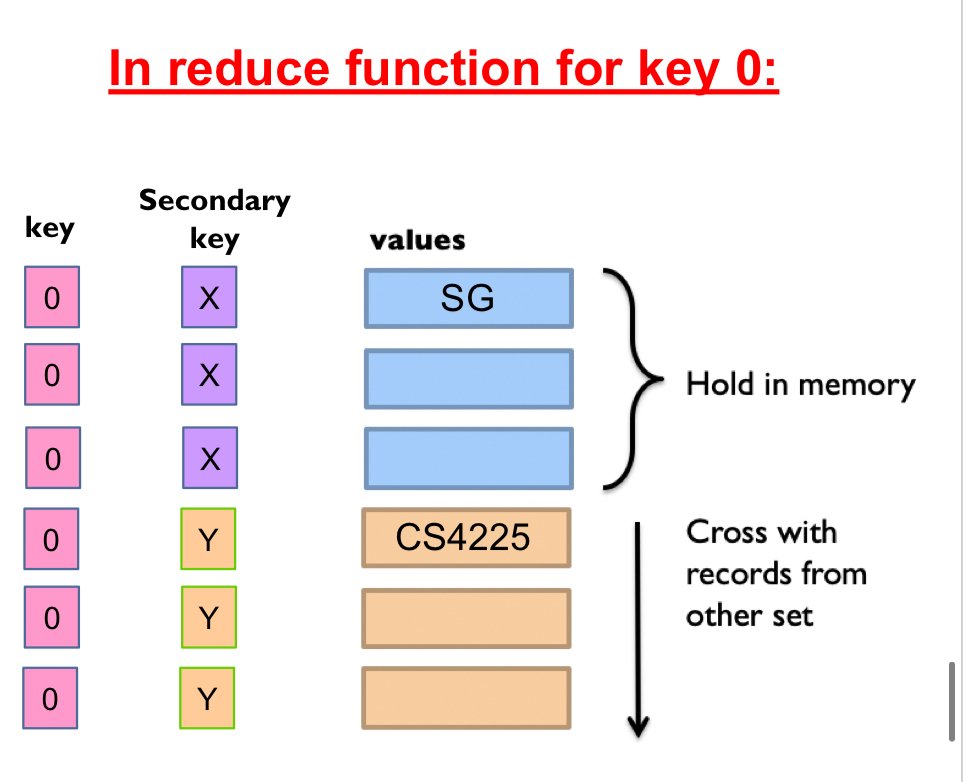 In reduce function for key 0:
Secondary
key
key
values
0 X SG
0 X
0 X
Hold in memory
0 Y CS4225
0 Y
0 Y
Cross with
records from
other set